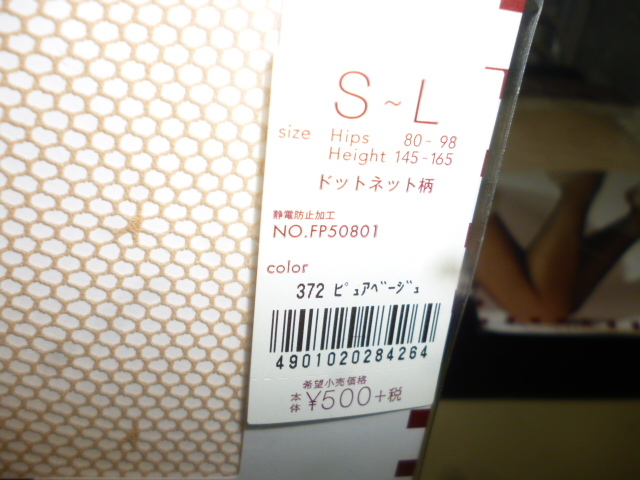 S~L
size Hips 80-98
Height 145-165
ドットネット柄
静電防止加工
NO.FP50801
color
372 ピュアベージュ
4901020284264
希望小売価格
本体 ¥500+税